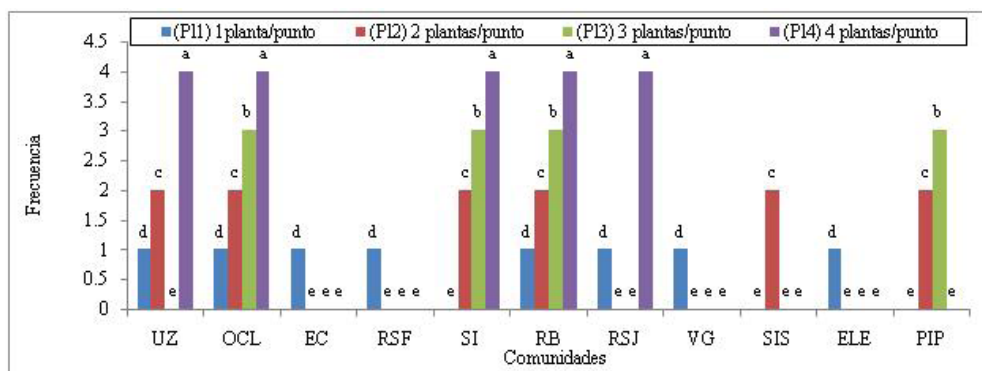 (Pl1) 1planta/punto (Pl2) 2 plantas/punto (Pl3) 3 plantas/punto (Pl4) 4 plantas/punto
4.5
a a a a a
4
3.5
b b b b
3
2.5
c c c c c c
2
1.5
d d d d d d d d
1
0.5
e e e e e e e e e e e e e e e e e e e e e
0
UZ OCL EC RSF SI RB RSJ VG SIS ELE PIP
Frecuencia
Comunidades